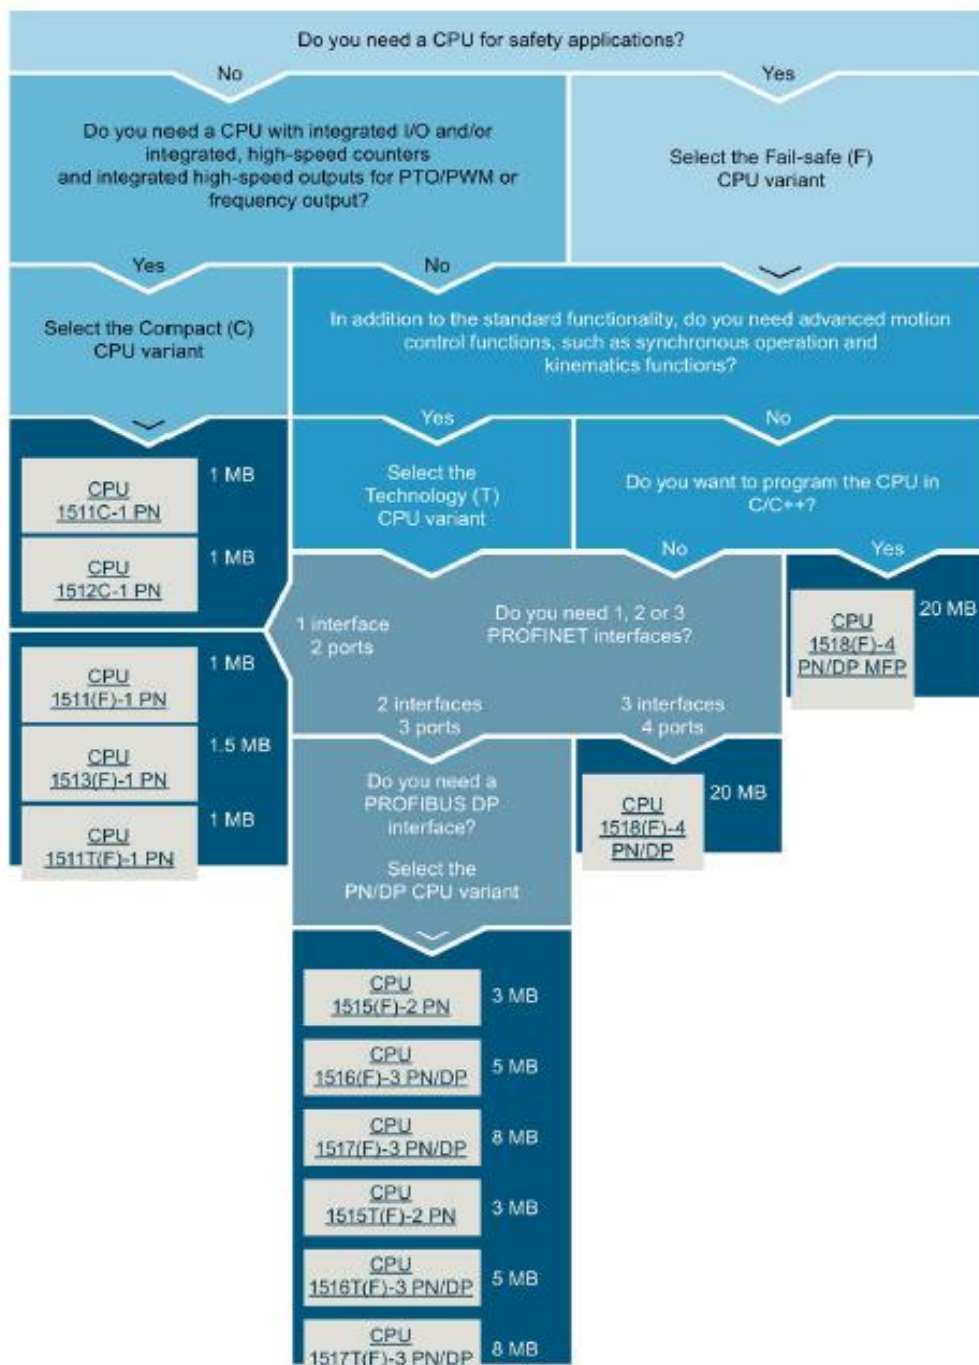 Do you need a CPU for safety applications?
No
Yes
Do you need a CPU with integrated I/O and/or
integrated, high-speed counters
and integrated high-speed outputs for PTO/PWM or
frequency output?
Select the Fail-safe (F)
CPU variant
Yes
No
Select the Compact (C)
CPU variant
In addition to the standard functionality, do you need advanced motion
control functions, such as synchronous operation and
kinematics functions?
Yes
No
CPU
1511C-1 PN
1 MB
CPU
1512C-1 PN
1 MB
Select the
Technology (T)
CPU variant
Do you want to program the CPU in
C/C++?
No
Yes
1 interface
2 ports
Do you need 1, 2 or 3
PROFINET interfaces?
CPU
1518(F)-4
PN/DP MFP
20 MB
CPU
1511(F)-1 PN
1 MB
CPU
1513(F)-1 PN
1.5 MB
CPU
1511T(F)-1 PN
1 MB
2 interfaces
3 ports
3 interfaces
4 ports
Do you need a
PROFIBUS DP
interface?
Select the
PN/DP CPU variant
CPU
1518(F)-4
PN/DP
20 MB
CPU
1515(F)-2 PN
3 MB
CPU
1516(F)-3 PN/DP
5 MB
CPU
1517(F)-3 PN/DP
8 MB
CPU
1515T(F)-2 PN
3 MB
CPU
1516T(F)-3 PN/DP
5 MB
CPU
1517T(F)-3 PN/DP
8 MB